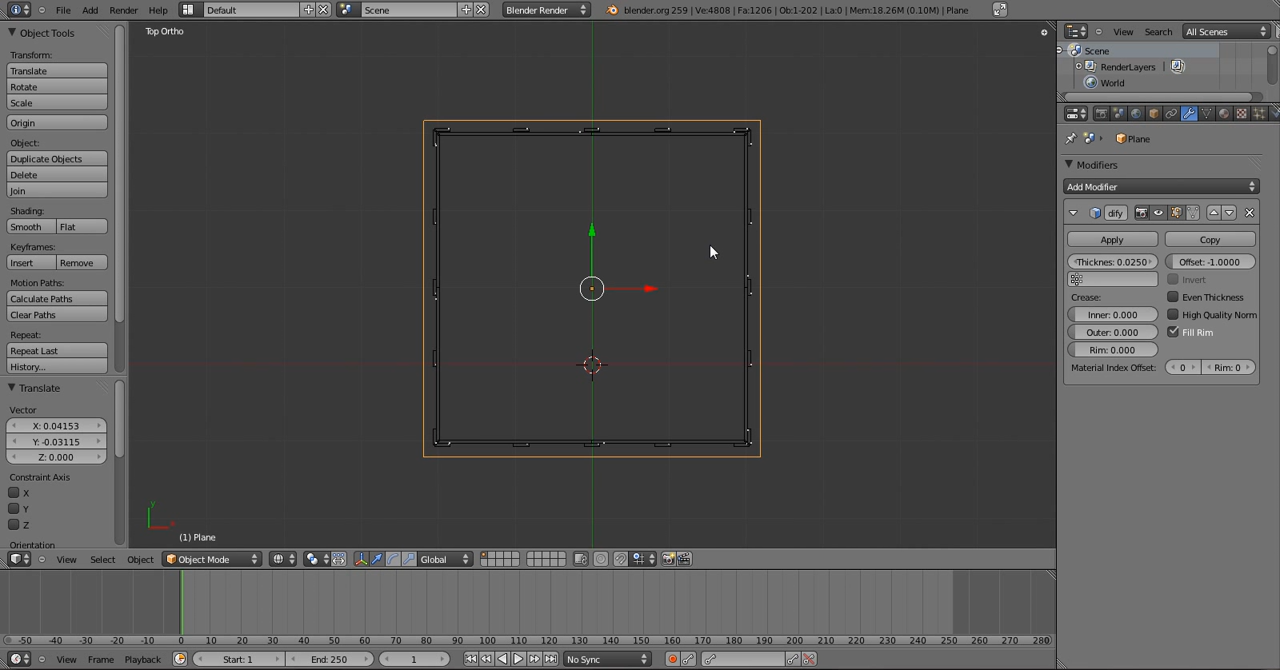 File Add Render Help Default Scene Blender Render blender.org 259 | Ve:4808 | Fa:1206 | Ob:1-202 | La:0 | Mem:18.26M (0.10M) | Plane
Object Tools
Transform:
Translate
Rotate
Scale
Origin
Object:
Duplicate Objects
Delete
Join
Shading:
Smooth Flat
Keyframes:
Insert Remove
Motion Paths:
Calculate Paths
Clear Paths
Repeat:
Repeat Last
History...
Translate
Vector
X: 0.04153
Y: -0.03115
Z: 0.000
Constraint Axis
X
Y
Z
Orientation
Top Ortho
(1) Plane
View Select Object Object Mode Global
-50 -40 -30 -20 -10 0 10 20 30 40 50 60 70 80 90 100 110 120 130 140 150 160 170 180 190 200 210 220 230 240 250 260 270 280
View Frame Playback Start: 1 End: 250 1 No Sync
View Search All Scenes
Scene
RenderLayers
World
Plane
Modifiers
Add Modifier
dify
Apply Copy
Thicknes: 0.0250 Offset: -1.0000
Invert
Crease: Even Thickness
Inner: 0.000 High Quality Norm
Outer: 0.000 Fill Rim
Rim: 0.000
Material Index Offset: 0 Rim: 0